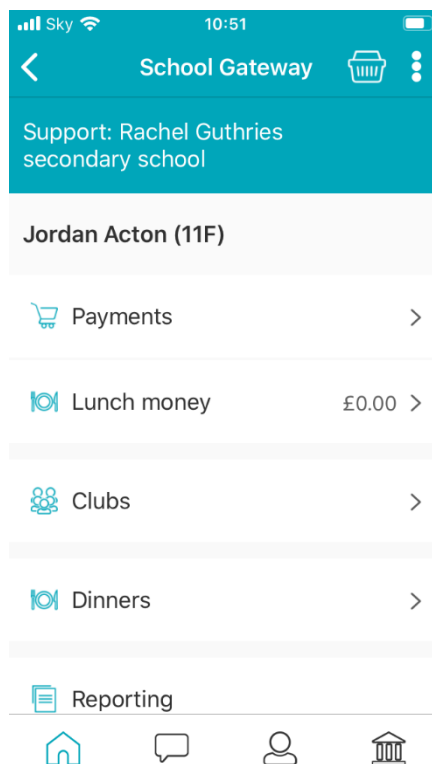 Sky 10:51
School Gateway
Support: Rachel Guthries
secondary school
Jordan Acton (11F)
Payments
Lunch money £0.00
Clubs
Dinners
Reporting